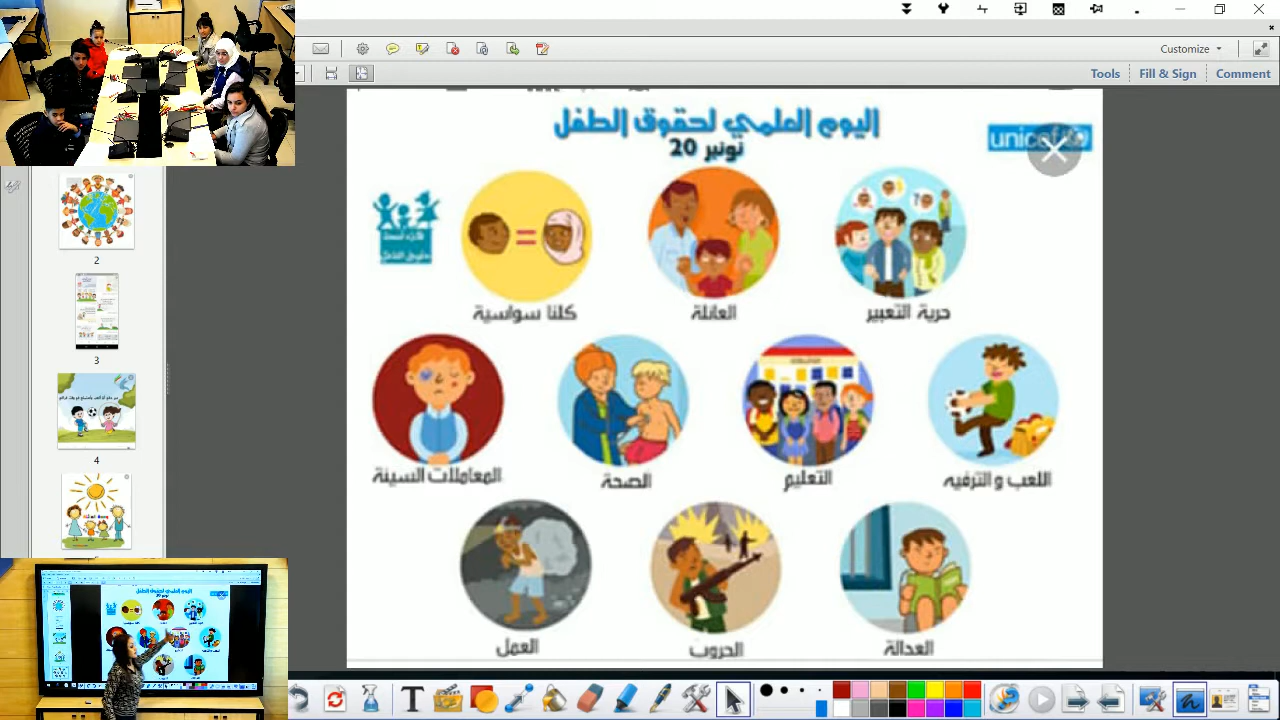 Customize
Tools
Fill & Sign
Comment
اليوم العلمي لحقوق الطفل
20 نونبر
unicef
كلنا سواسية
العائلة
حرية التعبير
المعاملات السيئة
الصحة
التعليم
اللعب و الترفيه
العمل
الحروب
العدالة
2
3
4
T